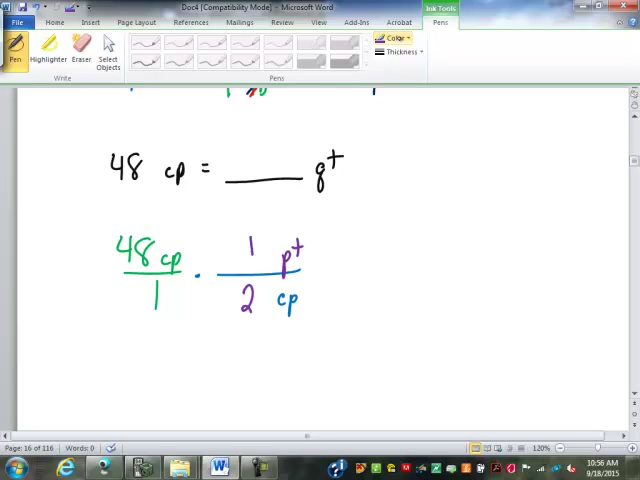 Doc4 [Compatibility Mode] - Microsoft Word
Ink Tools
File Home Insert Page Layout References Mailings Review View Add-Ins Acrobat Pens
Pen Highlighter Eraser Select Objects
Color
Thickness
Write Pens
48 cp = ____ qt
48 cp / 1 · 1 pt / 2 cp
Page: 16 of 116 Words: 0 120%
10:56 AM
9/18/2015